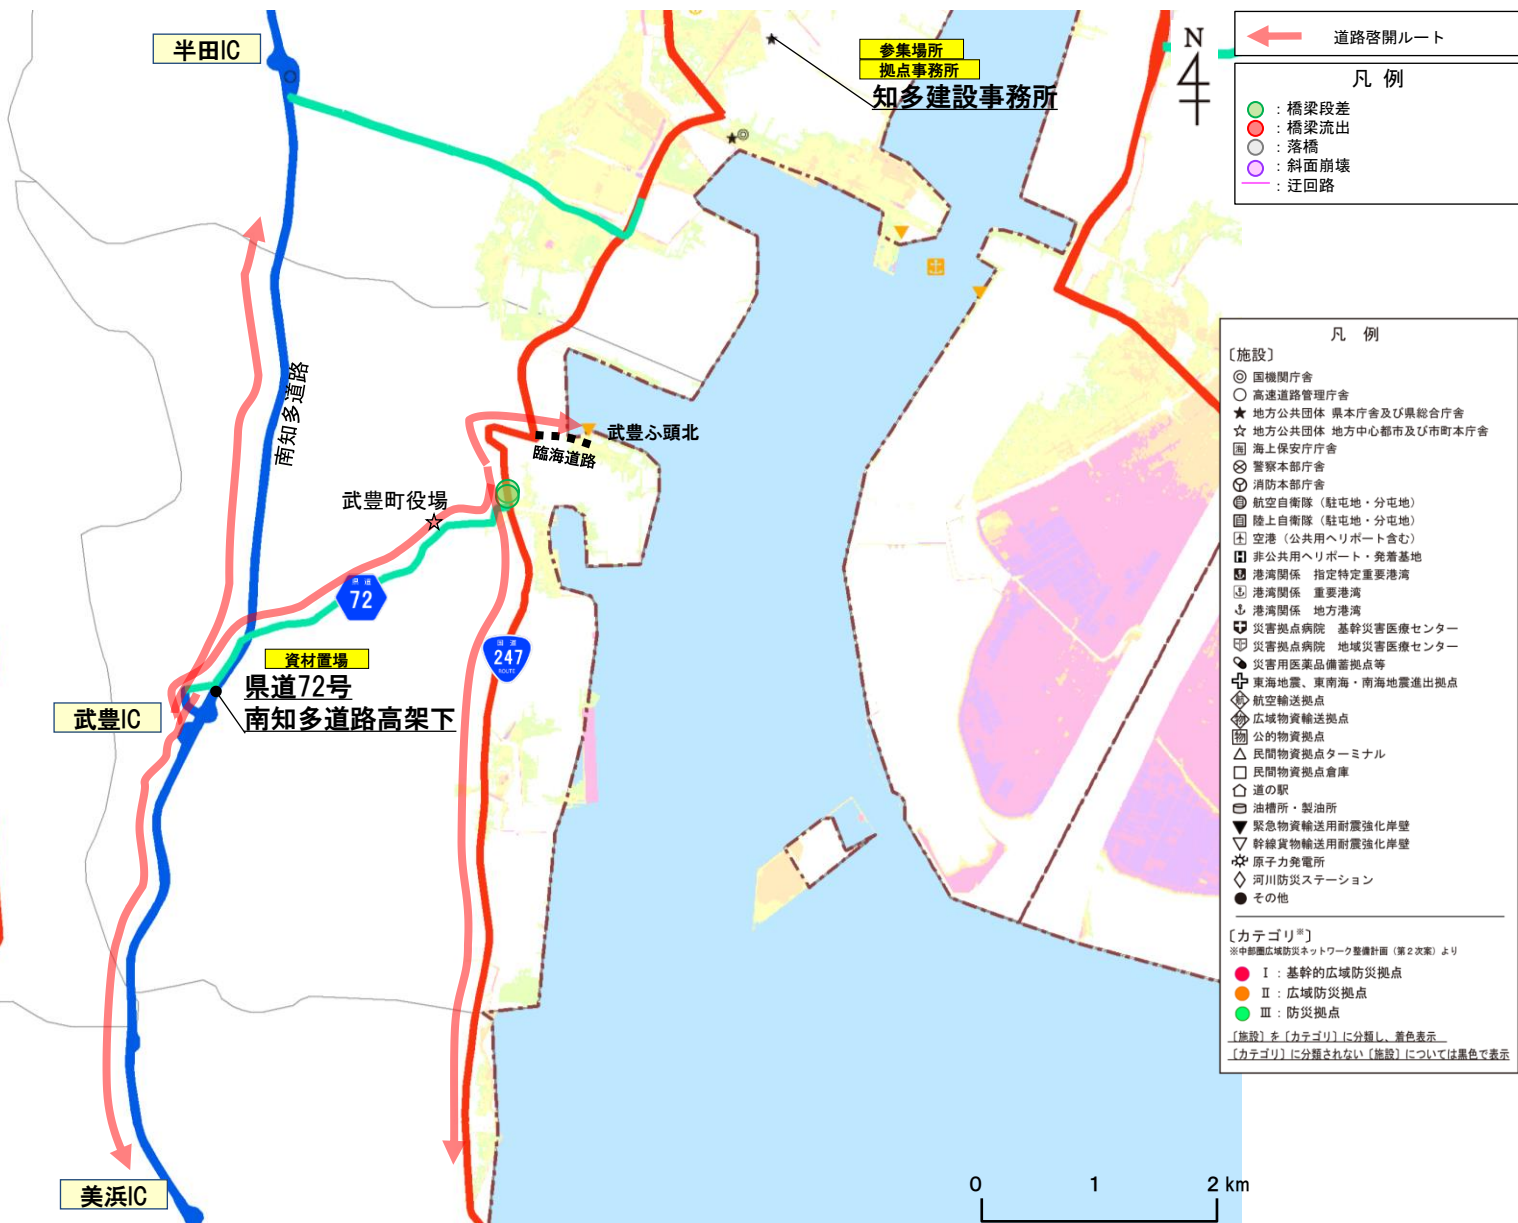 半田IC
参集場所
拠点事務所
知多建設事務所
N
道路啓開ルート
凡 例
：橋梁段差
：橋梁流出
：落橋
：斜面崩壊
：迂回路
南知多道路
武豊ふ頭北
臨海道路
武豊町役場
県道
72
国道
247
ROUTE
資材置場
県道72号
南知多道路高架下
武豊IC
美浜IC
0 1 2 km
凡 例
〔施設〕
国機関庁舎
高速道路管理庁舎
地方公共団体 県本庁舎及び県総合庁舎
地方公共団体 地方中心都市及び市町本庁舎
海上保安庁庁舎
警察本部庁舎
消防本部庁舎
航空自衛隊（駐屯地・分屯地）
陸上自衛隊（駐屯地・分屯地）
空港（公共用ヘリポート含む）
非公共用ヘリポート・発着基地
港湾関係 指定特定重要港湾
港湾関係 重要港湾
港湾関係 地方港湾
災害拠点病院 基幹災害医療センター
災害拠点病院 地域災害医療センター
災害用医薬品備蓄拠点等
東海地震、東南海・南海地震進出拠点
航 航空輸送拠点
物 広域物資輸送拠点
物 公的物資拠点
民間物資拠点ターミナル
民間物資拠点倉庫
道の駅
油槽所・製油所
緊急物資輸送用耐震強化岸壁
幹線貨物輸送用耐震強化岸壁
原子力発電所
河川防災ステーション
その他
〔カテゴリ※〕
※中部圏広域防災ネットワーク整備計画（第２次案）より
Ⅰ：基幹的広域防災拠点
Ⅱ：広域防災拠点
Ⅲ：防災拠点
〔施設〕を〔カテゴリ〕に分類し、着色表示
〔カテゴリ〕に分類されない〔施設〕については黒色で表示